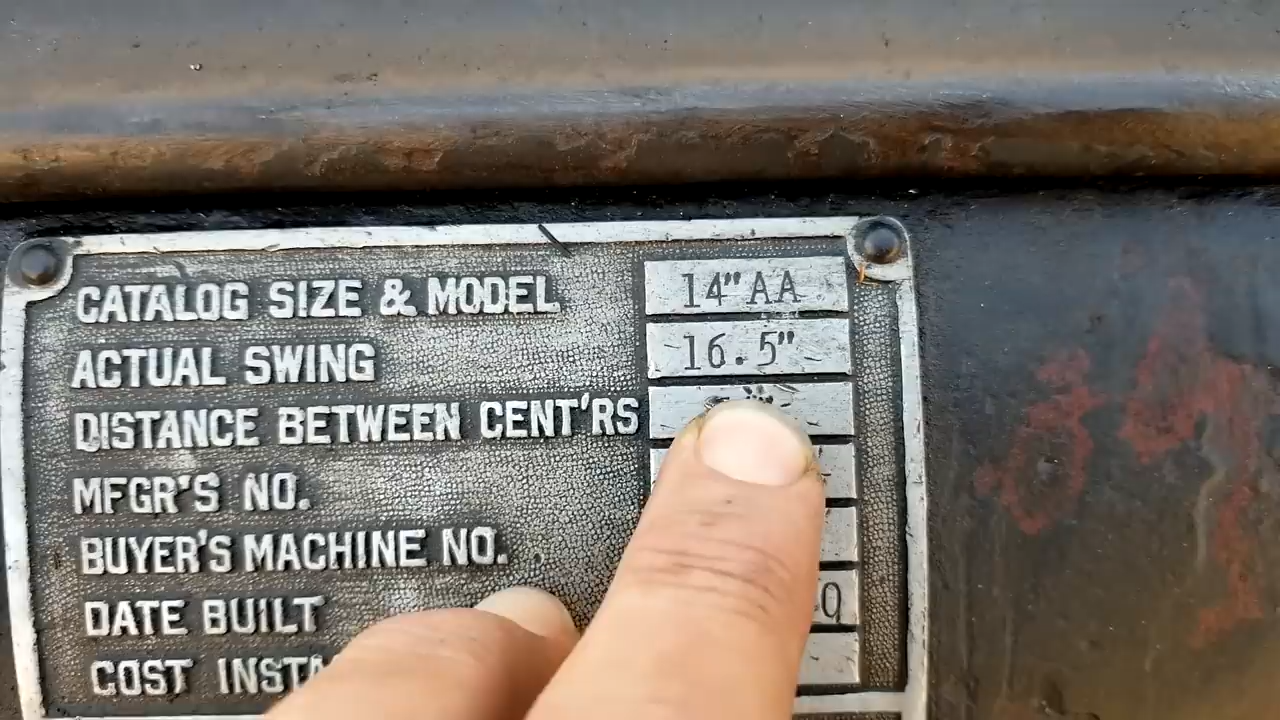 CATALOG SIZE & MODEL 14"AA
ACTUAL SWING 16.5"
DISTANCE BETWEEN CENT'RS
MFGR'S NO.
BUYER'S MACHINE NO.
DATE BUILT
COST